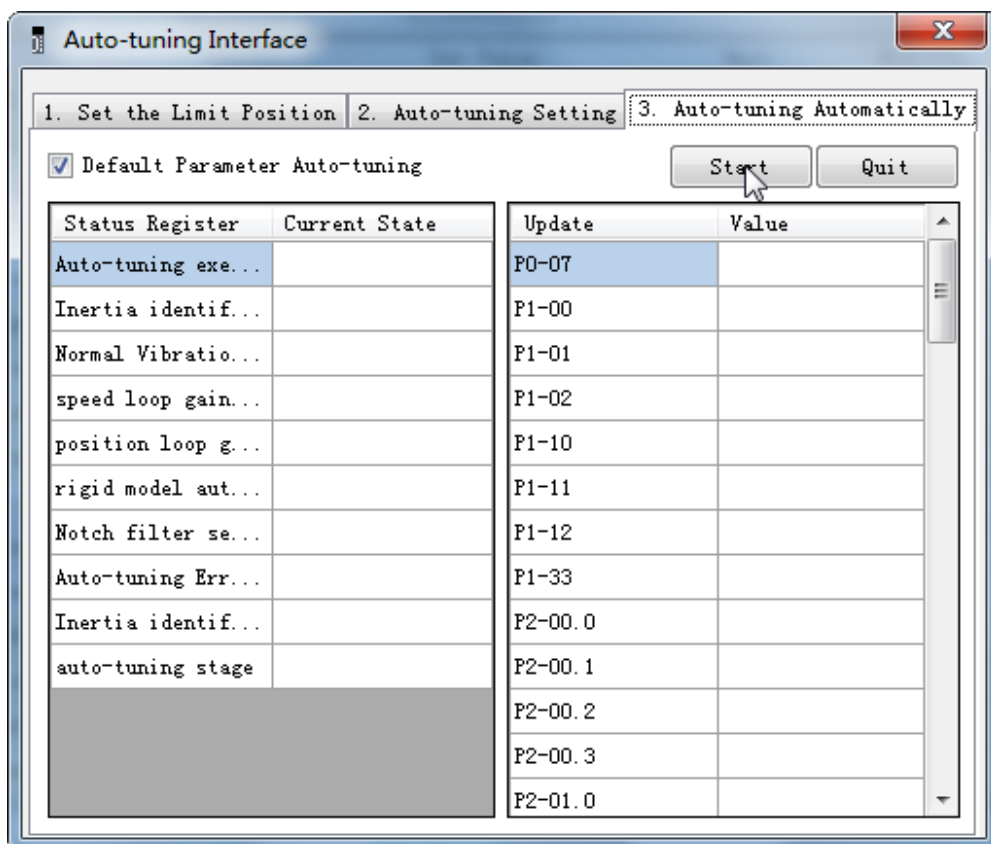 Auto-tuning Interface
1. Set the Limit Position
2. Auto-tuning Setting
3. Auto-tuning Automatically
Default Parameter Auto-tuning
Start
Quit
Status Register Current State
Auto-tuning exe...
Inertia identif...
Normal Vibratio...
speed loop gain...
position loop g...
rigid model aut...
Notch filter se...
Auto-tuning Err...
Inertia identif...
auto-tuning stage
Update Value
P0-07
P1-00
P1-01
P1-02
P1-10
P1-11
P1-12
P1-33
P2-00.0
P2-00.1
P2-00.2
P2-00.3
P2-01.0